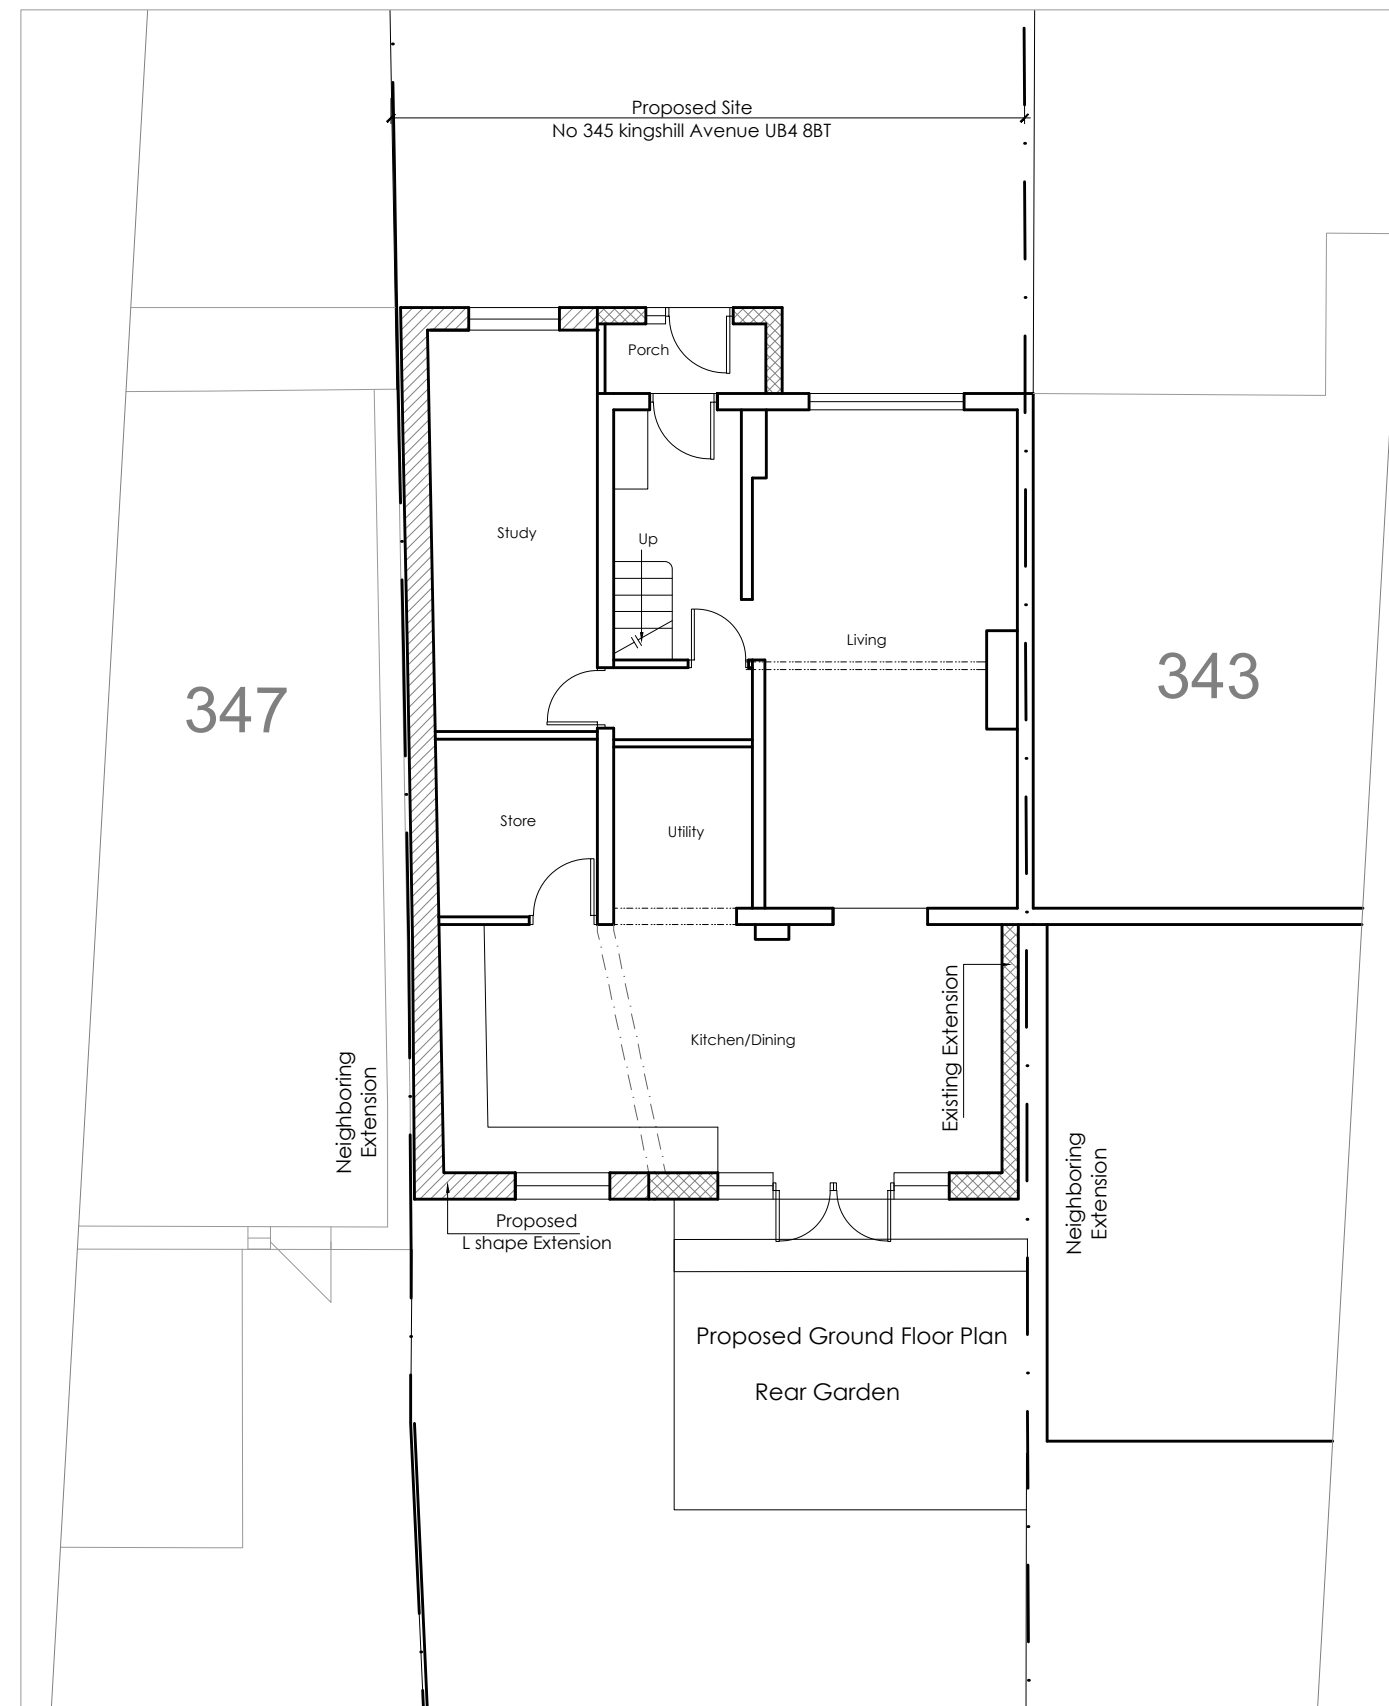 Proposed Site
No 345 kingshill Avenue UB4 8BT
Porch
Study
Up
Living
347
343
Store
Utility
Kitchen/Dining
Existing Extension
Neighboring
Extension
Neighboring
Extension
Proposed
L shape Extension
Proposed Ground Floor Plan
Rear Garden